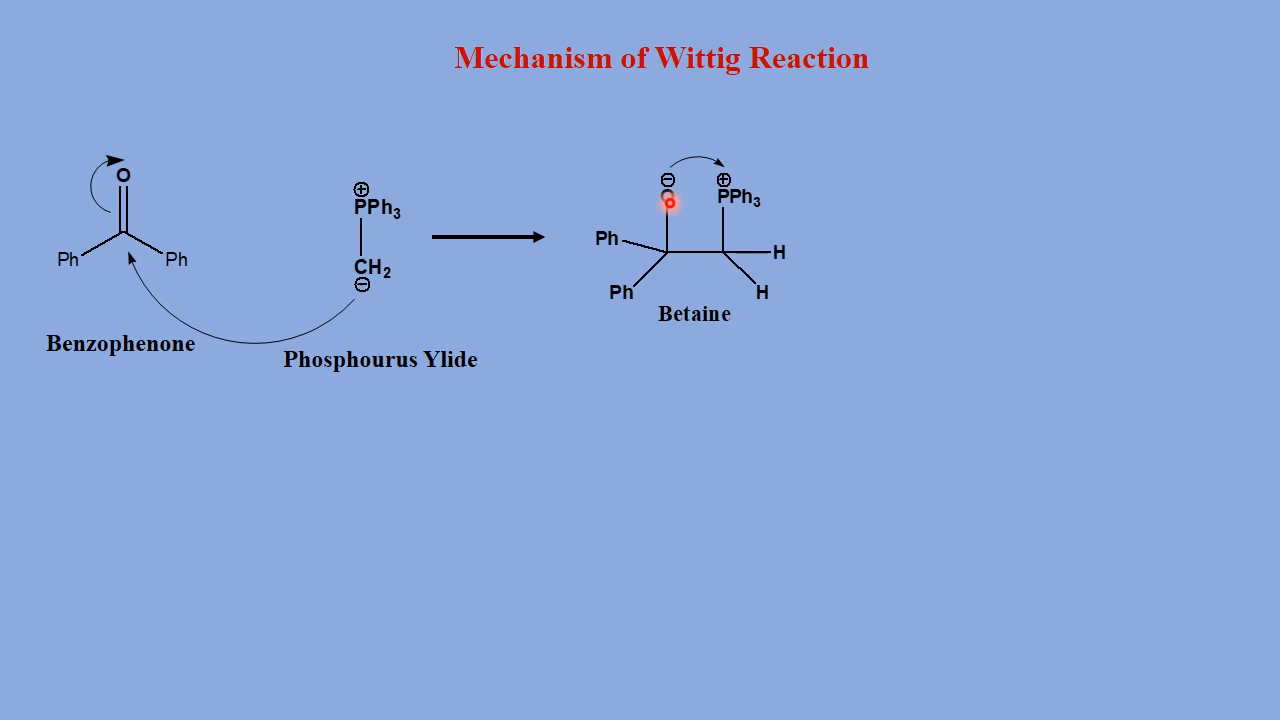 Mechanism of Wittig Reaction
O
Ph Ph
Benzophenone
⊕
PPh3
CH2
⊖
Phosphourus Ylide
⊖ ⊕
O PPh3
Ph H
Ph H
Betaine